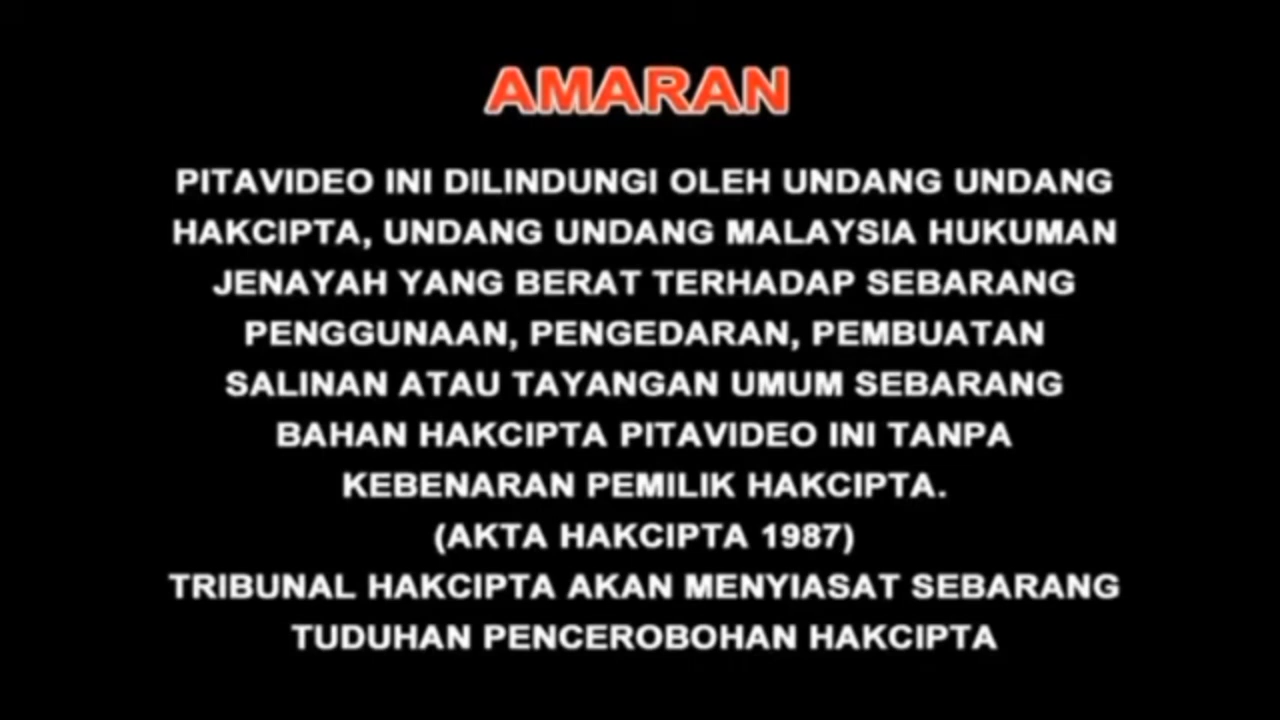 AMARAN
PITAVIDEO INI DILINDUNGI OLEH UNDANG UNDANG
HAKCIPTA, UNDANG UNDANG MALAYSIA HUKUMAN
JENAYAH YANG BERAT TERHADAP SEBARANG
PENGGUNAAN, PENGEDARAN, PEMBUATAN
SALINAN ATAU TAYANGAN UMUM SEBARANG
BAHAN HAKCIPTA PITAVIDEO INI TANPA
KEBENARAN PEMILIK HAKCIPTA.
(AKTA HAKCIPTA 1987)
TRIBUNAL HAKCIPTA AKAN MENYIASAT SEBARANG
TUDUHAN PENCEROBOHAN HAKCIPTA